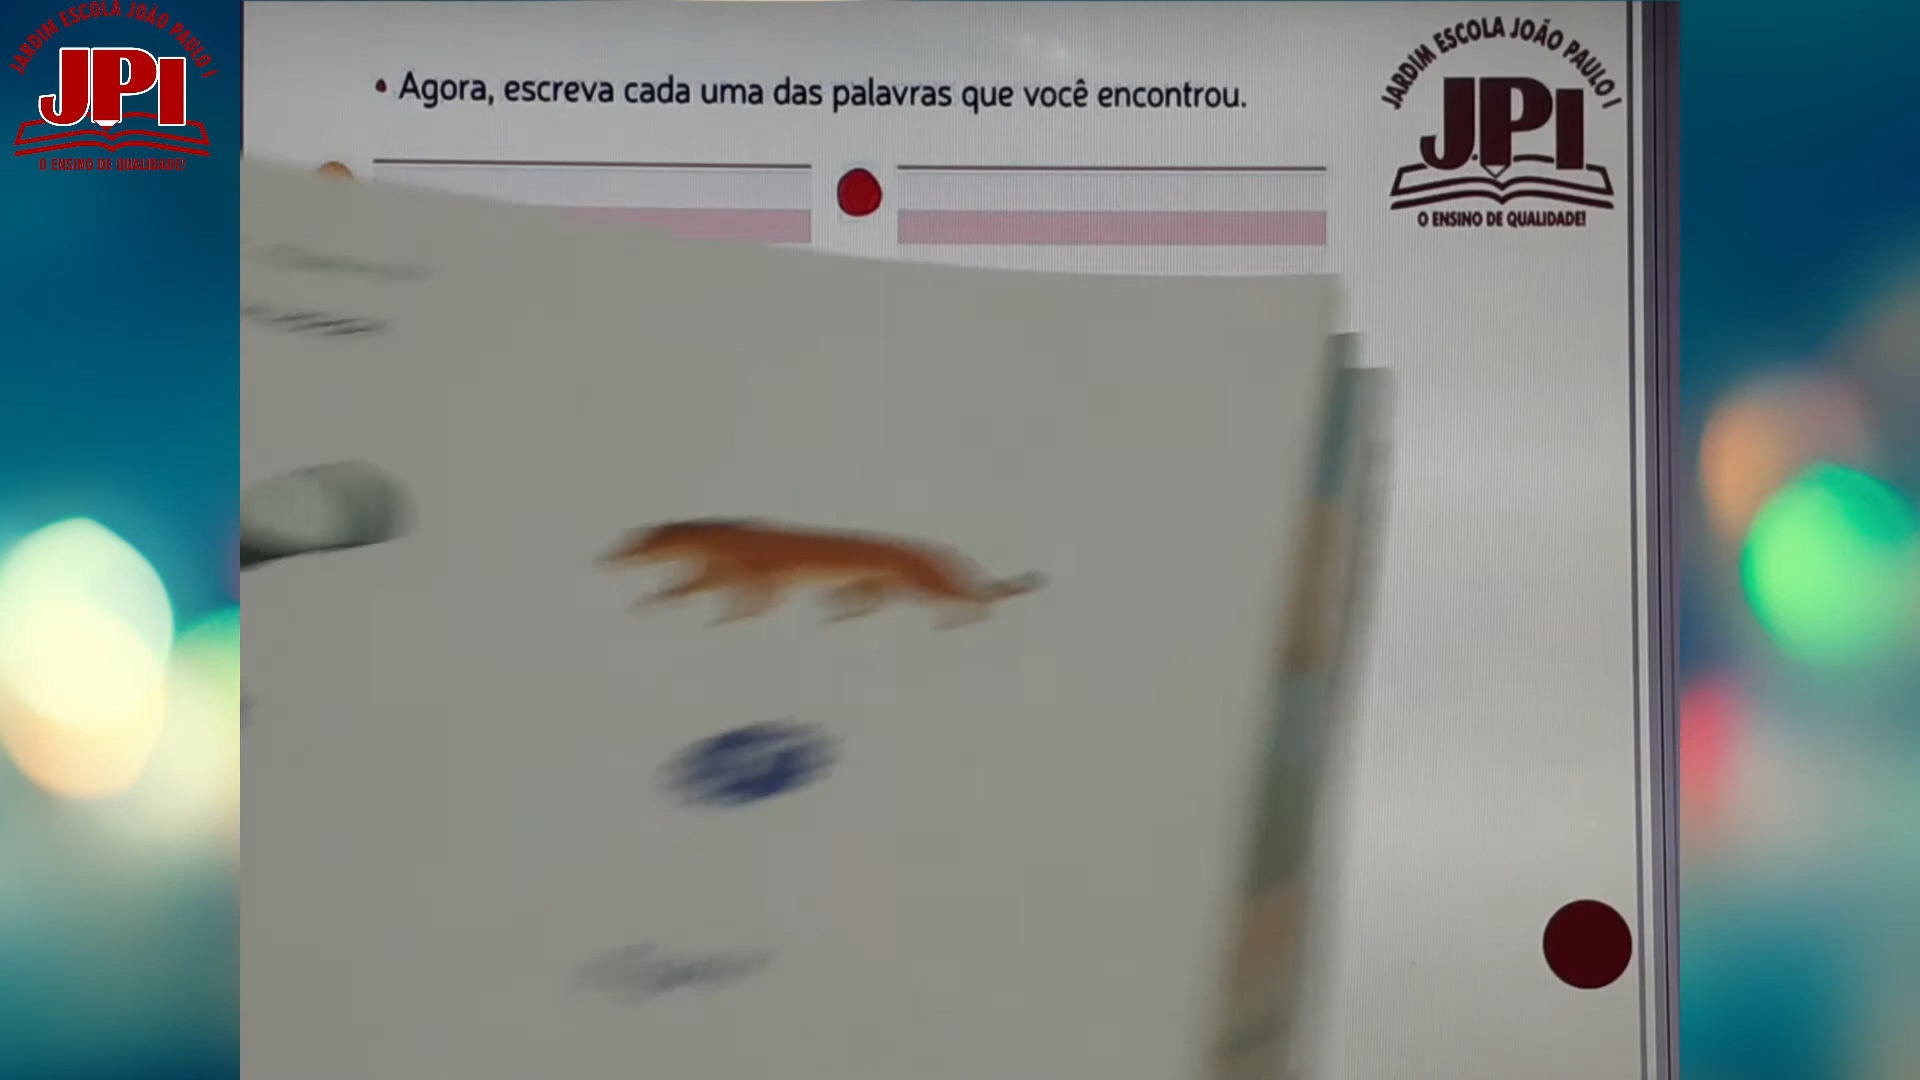 JARDIM ESCOLA JOÃO PAULO I
JPI
O ENSINO DE QUALIDADE!
• Agora, escreva cada uma das palavras que você encontrou.
JARDIM ESCOLA JOÃO PAULO I
JPI
O ENSINO DE QUALIDADE!